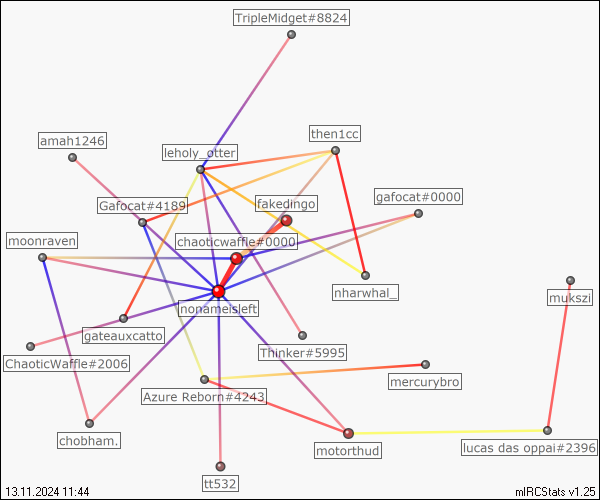 TripleMidget#8824
then1cc
amah1246
leholy_otter
gafocat#0000
fakedingo
Gafocat#4189
moonraven
chaoticwaffle#0000
nharwhal_
mukszi
nonameisleft
gateauxcatto
Thinker#5995
ChaoticWaffle#2006
mercurybro
Azure Reborn#4243
chobham.
motorthud
lucas das oppai#2396
tt532
13.11.2024 11:44
mIRCStats v1.25